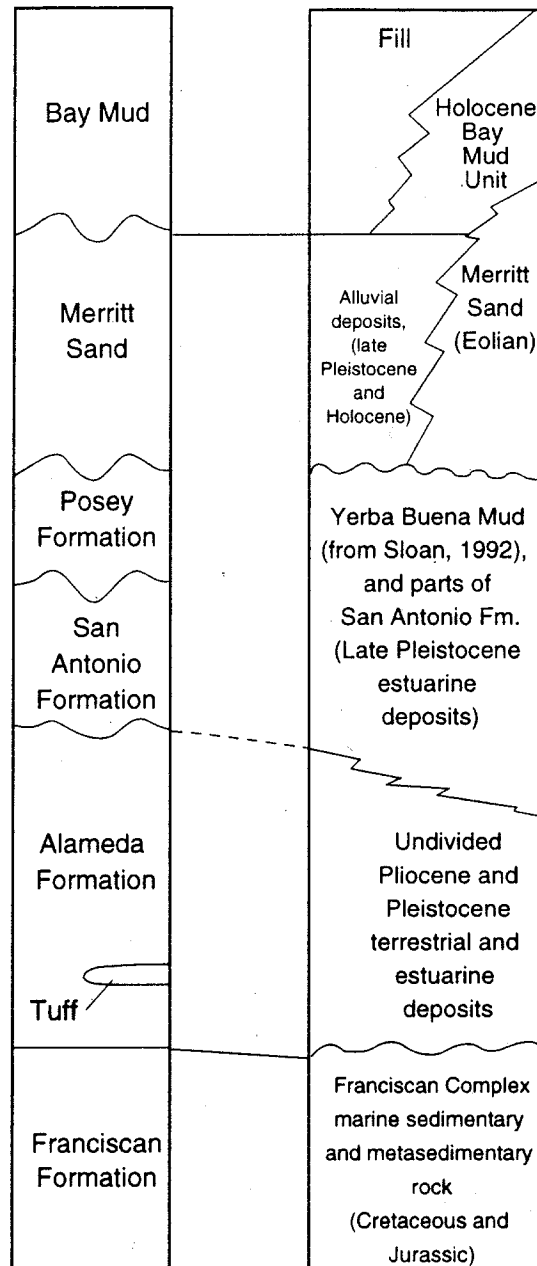 Bay Mud
Merritt
Sand
Posey
Formation
San
Antonio
Formation
Alameda
Formation
Tuff
Franciscan
Formation
Fill
Holocene
Bay
Mud
Unit
Alluvial
deposits,
(late
Pleistocene
and
Holocene)
Merritt
Sand
(Eolian)
Yerba Buena Mud
(from Sloan, 1992),
and parts of
San Antonio Fm.
(Late Pleistocene
estuarine
deposits)
Undivided
Pliocene and
Pleistocene
terrestrial and
estuarine
deposits
Franciscan Complex
marine sedimentary
and metasedimentary
rock
(Cretaceous and
Jurassic)